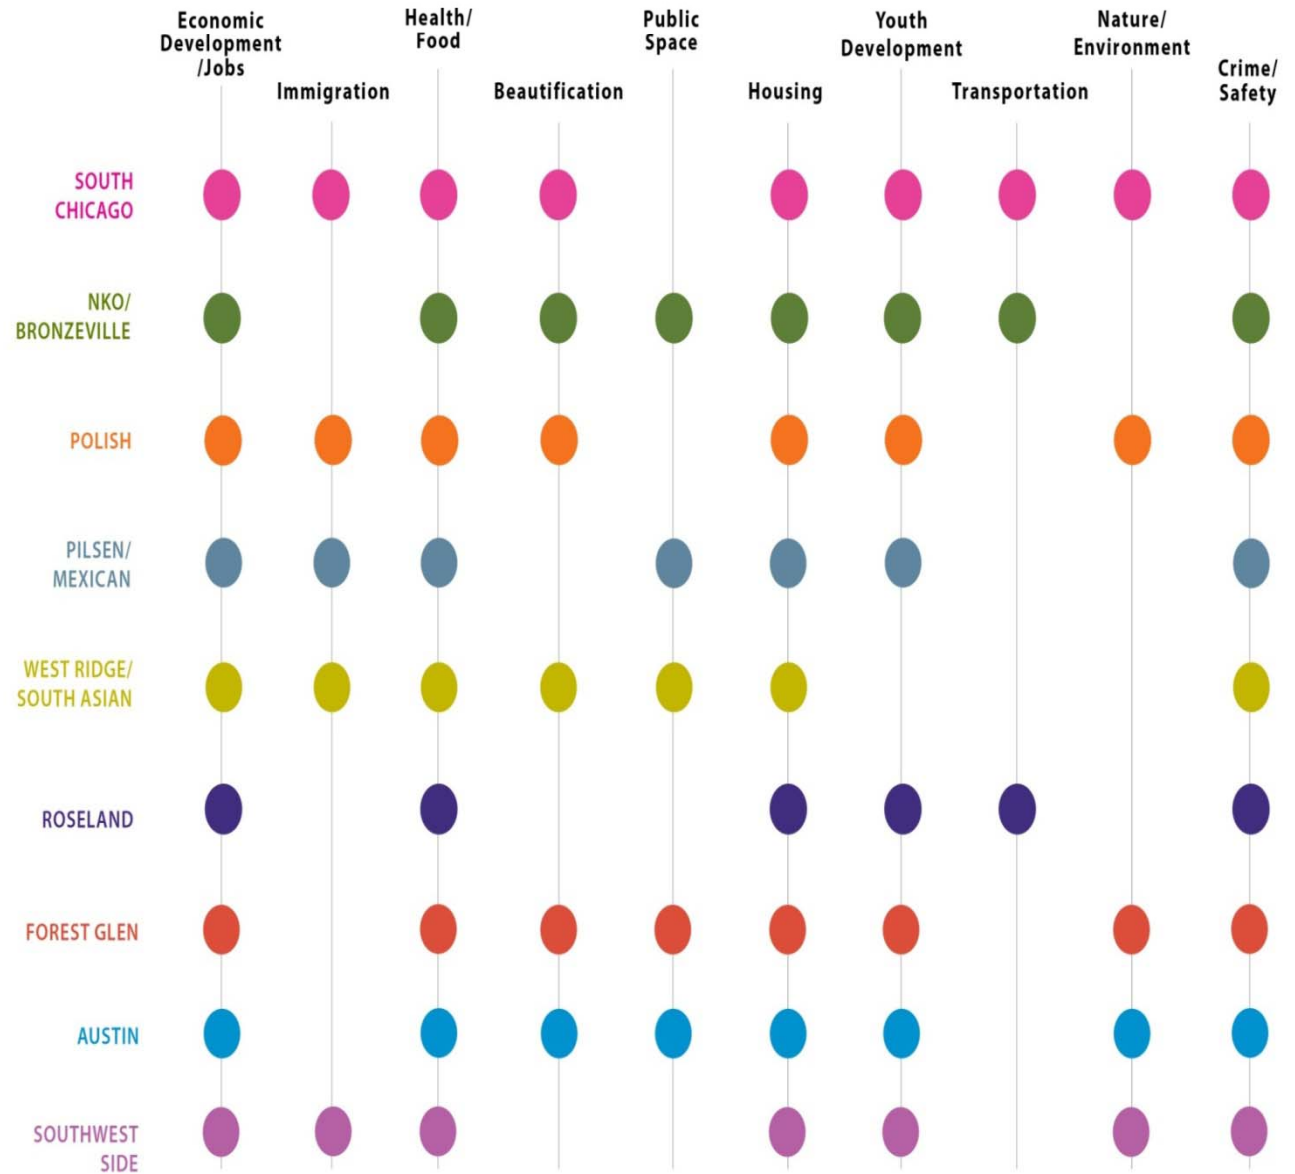 Economic
Development
/Jobs
Immigration
Health/
Food
Beautification
Public
Space
Housing
Youth
Development
Transportation
Nature/
Environment
Crime/
Safety
SOUTH
CHICAGO
NKO/
BRONZEVILLE
POLISH
PILSEN/
MEXICAN
WEST RIDGE/
SOUTH ASIAN
ROSELAND
FOREST GLEN
AUSTIN
SOUTHWEST
SIDE